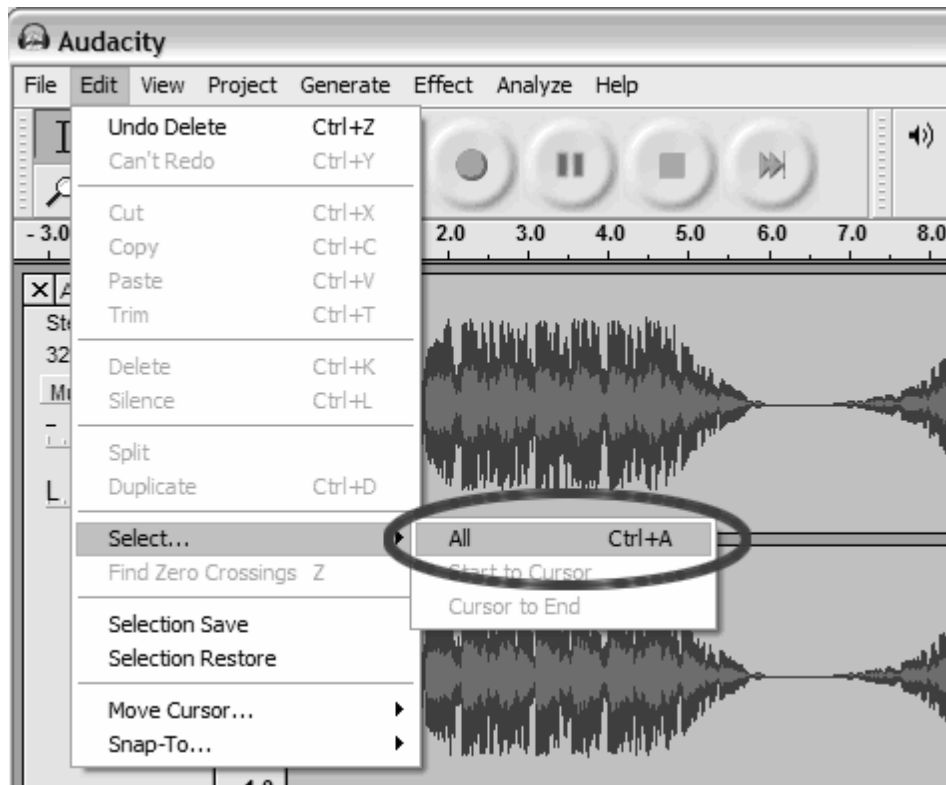 Audacity
File Edit View Project Generate Effect Analyze Help
Undo Delete Ctrl+Z
Can't Redo Ctrl+Y
Cut Ctrl+X
Copy Ctrl+C
Paste Ctrl+V
Trim Ctrl+T
Delete Ctrl+K
Silence Ctrl+L
Split
Duplicate Ctrl+D
Select...
All Ctrl+A
Find Zero Crossings Z
Start to Cursor
Cursor to End
Selection Save
Selection Restore
Move Cursor...
Snap-To...
- 3.0 2.0 3.0 4.0 5.0 6.0 7.0 8.0
32
L